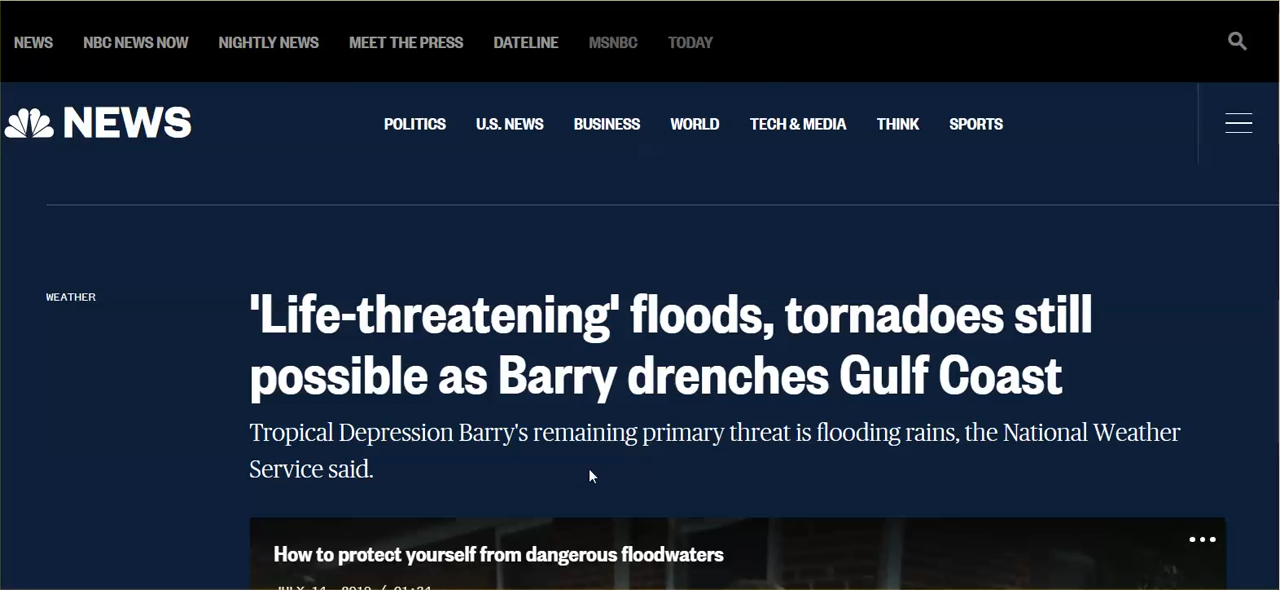 NEWS NBC NEWS NOW NIGHTLY NEWS MEET THE PRESS DATELINE MSNBC TODAY
NEWS POLITICS U.S. NEWS BUSINESS WORLD TECH & MEDIA THINK SPORTS
WEATHER
'Life-threatening' floods, tornadoes still
possible as Barry drenches Gulf Coast
Tropical Depression Barry's remaining primary threat is flooding rains, the National Weather
Service said.
How to protect yourself from dangerous floodwaters